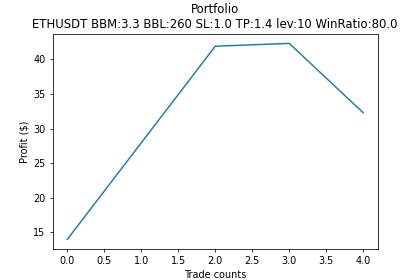 Portfolio
ETHUSDT BBM:3.3 BBL:260 SL:1.0 TP:1.4 lev:10 WinRatio:80.0
40
35
30
25
20
15
Profit ($)
0.0 0.5 1.0 1.5 2.0 2.5 3.0 3.5 4.0
Trade counts